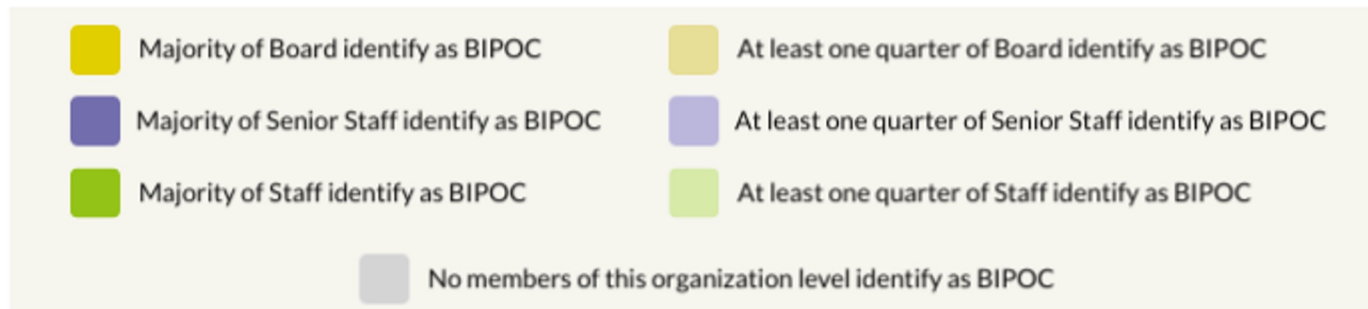 Majority of Board identify as BIPOC
At least one quarter of Board identify as BIPOC
Majority of Senior Staff identify as BIPOC
At least one quarter of Senior Staff identify as BIPOC
Majority of Staff identify as BIPOC
At least one quarter of Staff identify as BIPOC
No members of this organization level identify as BIPOC